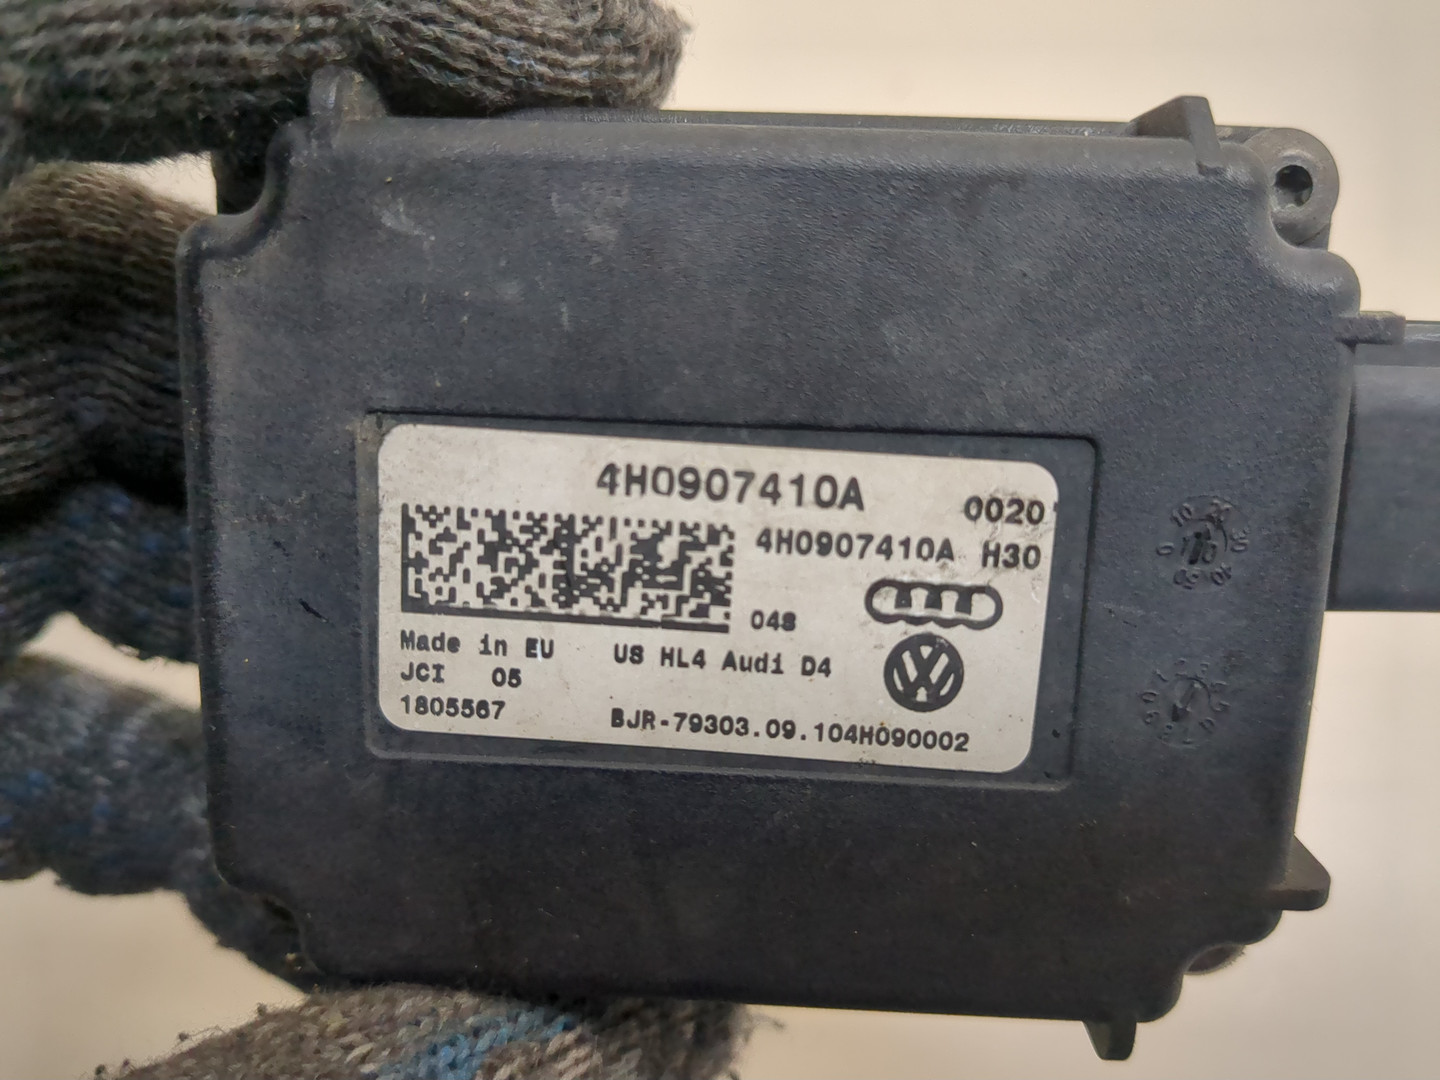 4H0907410A
0020
4H0907410A H30
048
Made in EU US HL4 Audi D4
JCI 05
1805567
BJR-79303.09.104H090002